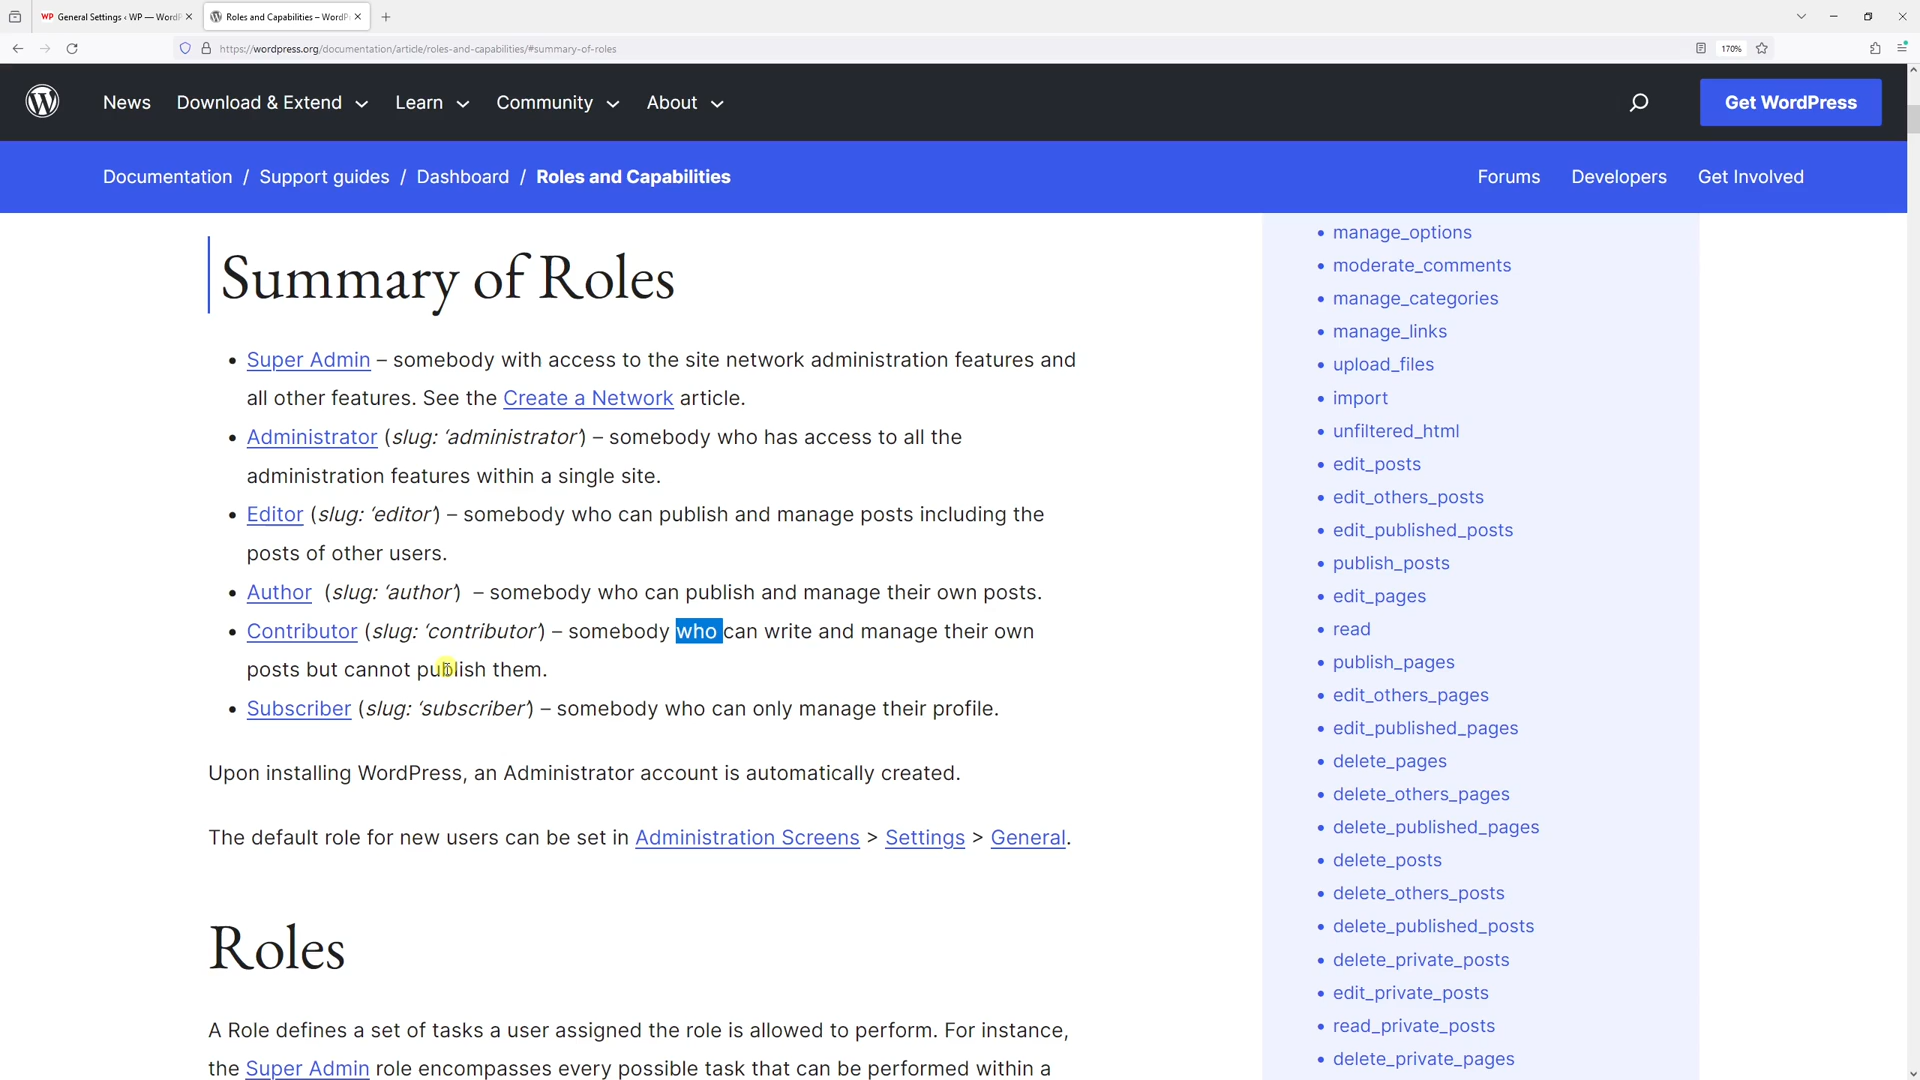 WP General Settings ‹ WP — WordP
Roles and Capabilities – WordPr
https://wordpress.org/documentation/article/roles-and-capabilities/#summary-of-roles
170%
News
Download & Extend
Learn
Community
About
Get WordPress
Documentation / Support guides / Dashboard / Roles and Capabilities
Forums
Developers
Get Involved
Summary of Roles
• Super Admin – somebody with access to the site network administration features and
all other features. See the Create a Network article.
• Administrator (slug: ‘administrator’) – somebody who has access to all the
administration features within a single site.
• Editor (slug: ‘editor’) – somebody who can publish and manage posts including the
posts of other users.
• Author (slug: ‘author’) – somebody who can publish and manage their own posts.
• Contributor (slug: ‘contributor’) – somebody who can write and manage their own
posts but cannot publish them.
• Subscriber (slug: ‘subscriber’) – somebody who can only manage their profile.
Upon installing WordPress, an Administrator account is automatically created.
The default role for new users can be set in Administration Screens > Settings > General.
Roles
A Role defines a set of tasks a user assigned the role is allowed to perform. For instance,
the Super Admin role encompasses every possible task that can be performed within a
• manage_options
• moderate_comments
• manage_categories
• manage_links
• upload_files
• import
• unfiltered_html
• edit_posts
• edit_others_posts
• edit_published_posts
• publish_posts
• edit_pages
• read
• publish_pages
• edit_others_pages
• edit_published_pages
• delete_pages
• delete_others_pages
• delete_published_pages
• delete_posts
• delete_others_posts
• delete_published_posts
• delete_private_posts
• edit_private_posts
• read_private_posts
• delete_private_pages